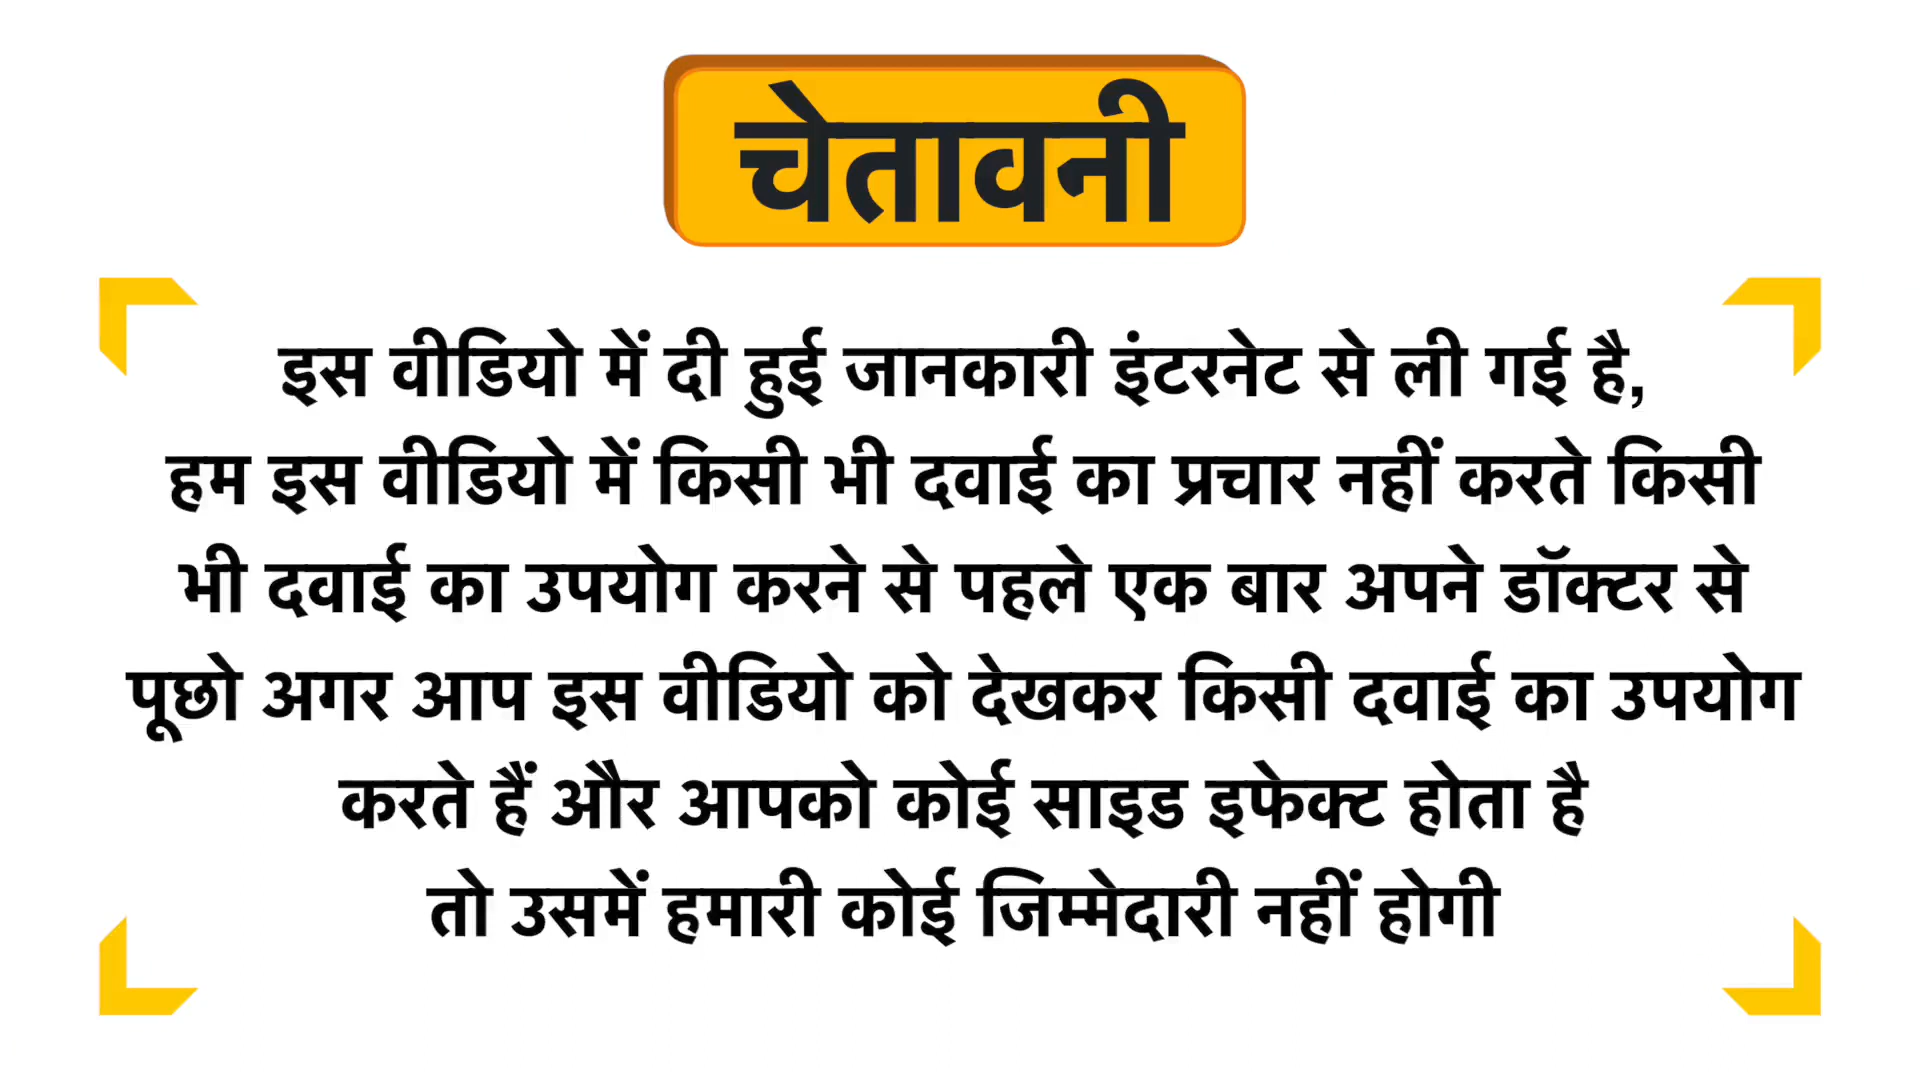 चेतावनी
इस वीडियो में दी हुई जानकारी इंटरनेट से ली गई है,
हम इस वीडियो में किसी भी दवाई का प्रचार नहीं करते किसी
भी दवाई का उपयोग करने से पहले एक बार अपने डॉक्टर से
पूछो अगर आप इस वीडियो को देखकर किसी दवाई का उपयोग
करते हैं और आपको कोई साइड इफेक्ट होता है
तो उसमें हमारी कोई जिम्मेदारी नहीं होगी